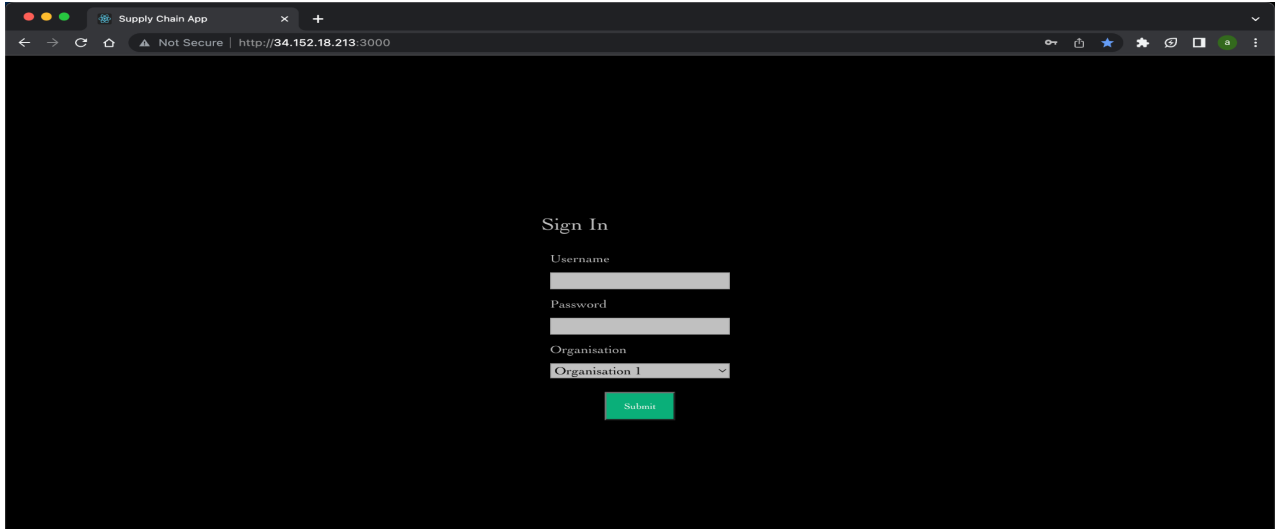 Supply Chain App
Not Secure | http://34.152.18.213:3000
a
Sign In
Username
Password
Organisation
Organisation 1
Submit